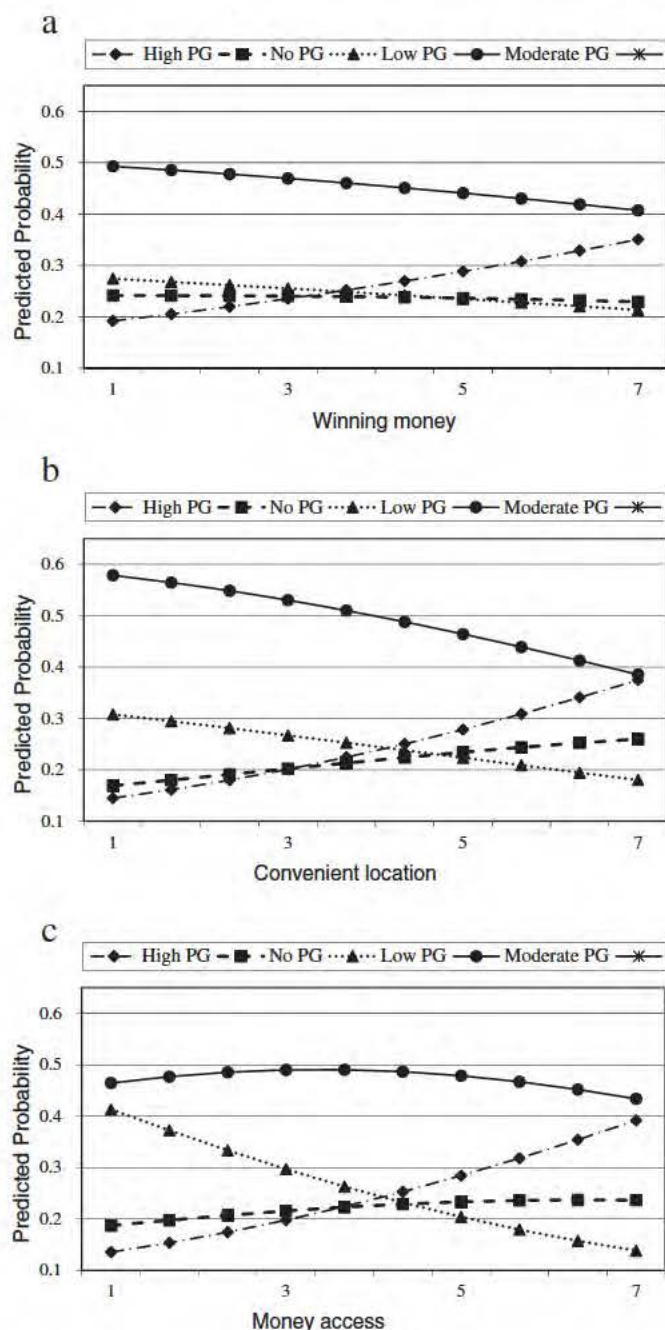 a
High PG No PG Low PG Moderate PG
0.6
0.5
0.4
0.3
0.2
0.1
Predicted Probability
1 3 5 7
Winning money
b
High PG No PG Low PG Moderate PG
0.6
0.5
0.4
0.3
0.2
0.1
Predicted Probability
1 3 5 7
Convenient location
c
High PG No PG Low PG Moderate PG
0.6
0.5
0.4
0.3
0.2
0.1
Predicted Probability
1 3 5 7
Money access